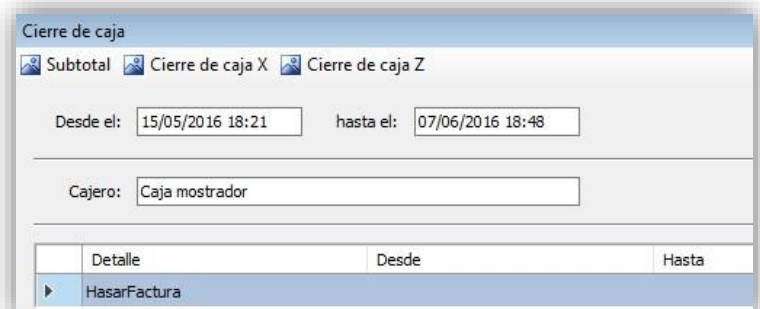 Cierre de caja
Subtotal Cierre de caja X Cierre de caja Z
Desde el: 15/05/2016 18:21 hasta el: 07/06/2016 18:48
Cajero: Caja mostrador
Detalle Desde Hasta
HasarFactura